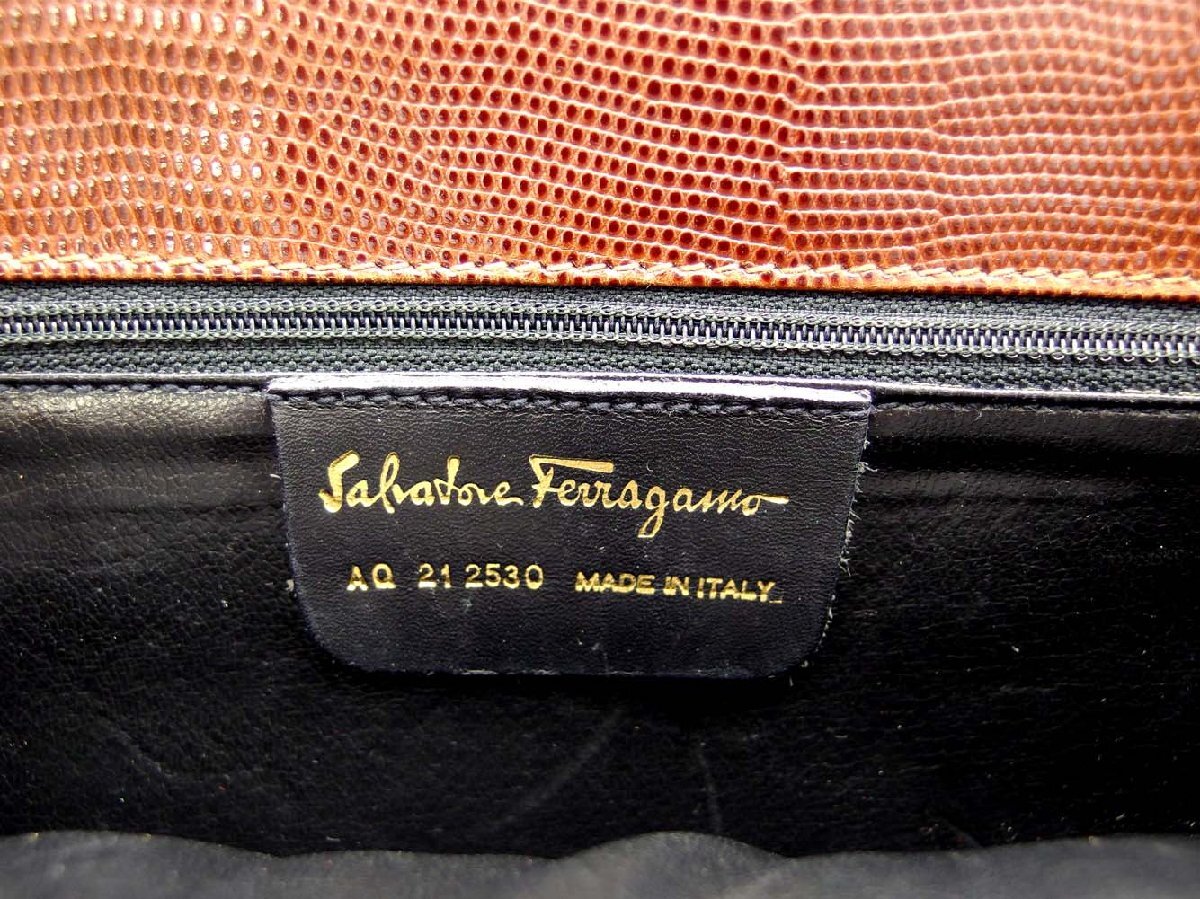 Salvatore Ferragamo
AQ 21 2530 MADE IN ITALY